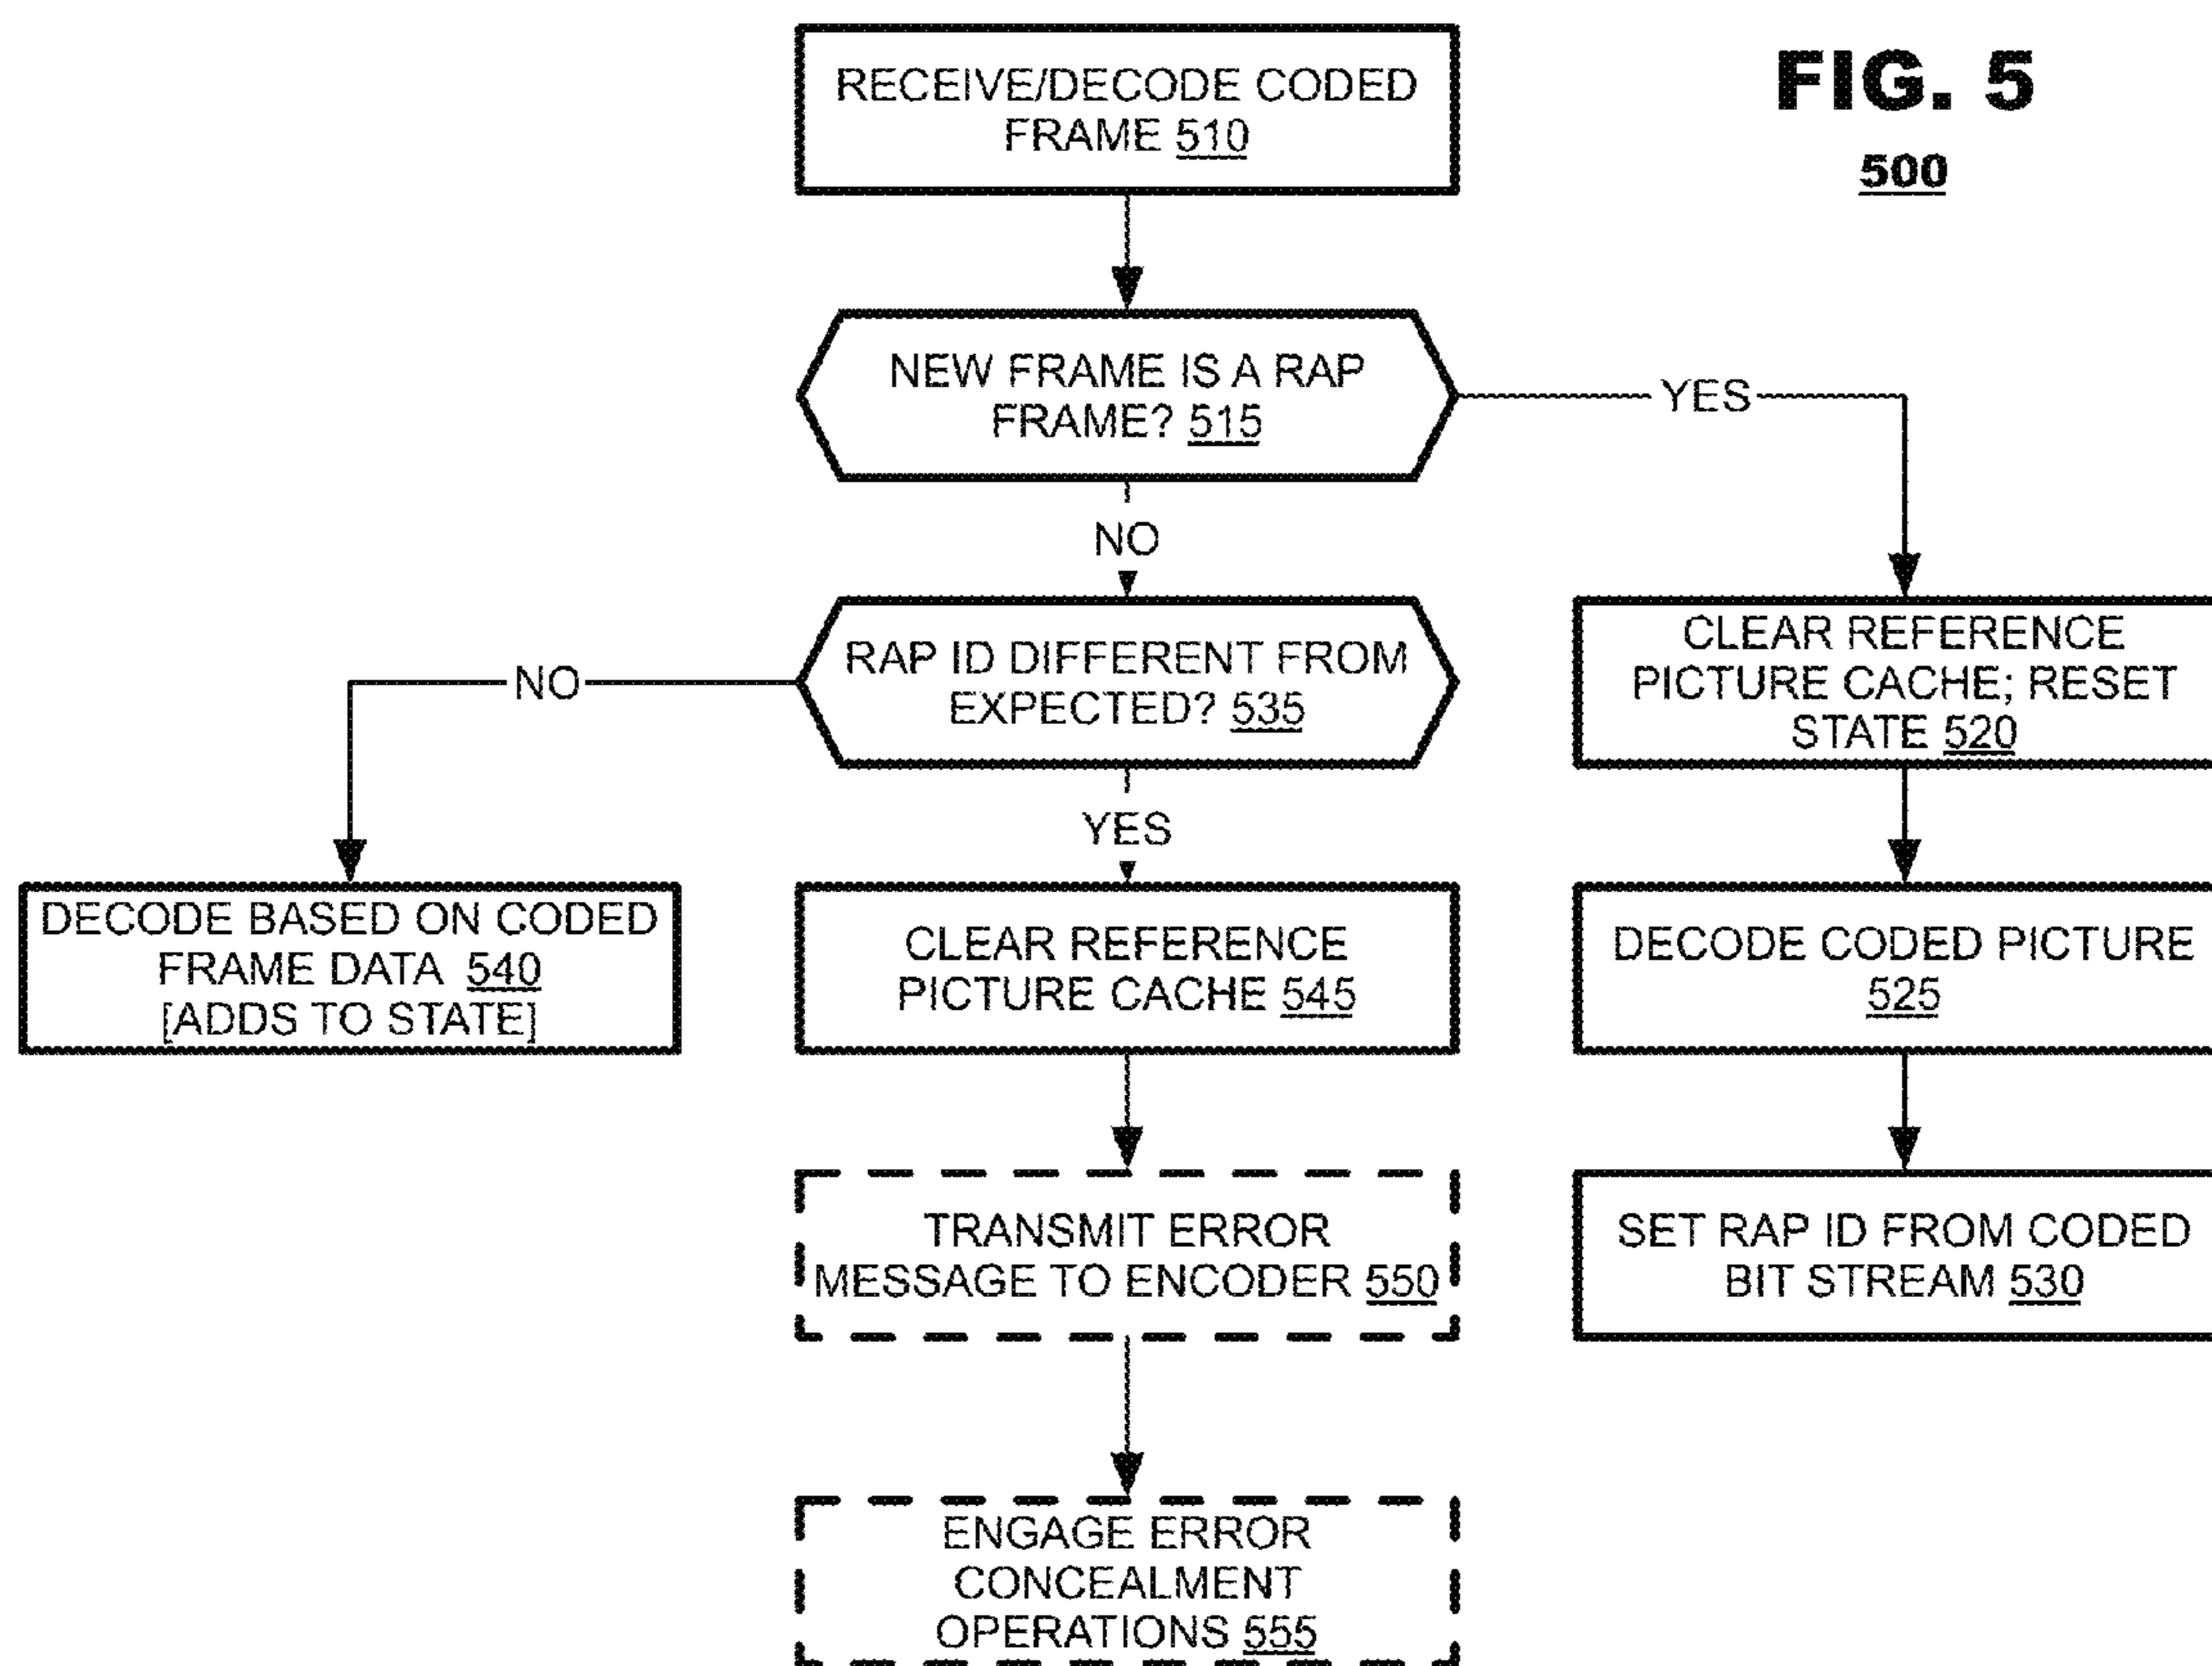 RECEIVE/DECODE CODED
FRAME 510
FIG. 5
500
NEW FRAME IS A RAP
FRAME? 515
YES
NO
RAP ID DIFFERENT FROM
EXPECTED? 535
NO
CLEAR REFERENCE
PICTURE CACHE; RESET
STATE 520
YES
DECODE BASED ON CODED
FRAME DATA 540
[ADDS TO STATE]
CLEAR REFERENCE
PICTURE CACHE 545
DECODE CODED PICTURE
525
TRANSMIT ERROR
MESSAGE TO ENCODER 550
SET RAP ID FROM CODED
BIT STREAM 530
ENGAGE ERROR
CONCEALMENT
OPERATIONS 555